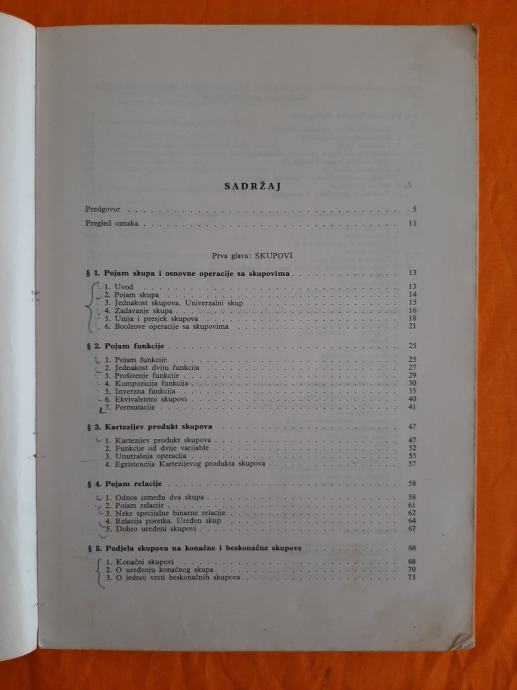 SADRŽAJ
Predgovor . . . . . . . . . . 5
Pregled oznaka . . . . . . . . . . 11
Prva glava: SKUPOVI
§ 1. Pojam skupa i osnovne operacije sa skupovima . . . . . . . . . . 13
1. Uvod . . . . . . . . . . 13
2. Pojam skupa . . . . . . . . . . 14
3. Jednakost skupova. Univerzalni skup . . . . . . . . . . 15
4. Zadavanje skupa . . . . . . . . . . 16
5. Unija i presjek skupova . . . . . . . . . . 18
6. Booleove operacije sa skupovima . . . . . . . . . . 21
§ 2. Pojam funkcije . . . . . . . . . . 25
1. Pojam funkcije . . . . . . . . . . 25
2. Jednakost dviju funkcija . . . . . . . . . . 27
3. Proširenje funkcije . . . . . . . . . . 29
4. Kompozicija funkcija . . . . . . . . . . 30
5. Inverzna funkcija . . . . . . . . . . 35
6. Ekvivalentni skupovi . . . . . . . . . . 40
7. Permutacije . . . . . . . . . . 41
§ 3. Kartezijev produkt skupova . . . . . . . . . . 47
1. Kartezijev produkt skupova . . . . . . . . . . 47
2. Funkcije od dvije varijable . . . . . . . . . . 52
3. Unutrašnja operacija . . . . . . . . . . 55
4. Egzistencija Kartezijevog produkta skupova . . . . . . . . . . 57
§ 4. Pojam relacije . . . . . . . . . . 58
1. Odnos između dva skupa . . . . . . . . . . 58
2. Pojam relacije . . . . . . . . . . 61
3. Neke specijalne binarne relacije . . . . . . . . . . 62
4. Relacija poretka. Uređen skup . . . . . . . . . . 64
5. Dobro uređeni skupovi . . . . . . . . . . 67
§ 5. Podjela skupova na konačne i beskonačne skupove . . . . . . . . . . 68
1. Konačni skupovi . . . . . . . . . . 68
2. O uređenju konačnog skupa . . . . . . . . . . 70
3. O jednoj vrsti beskonačnih skupova . . . . . . . . . . 73